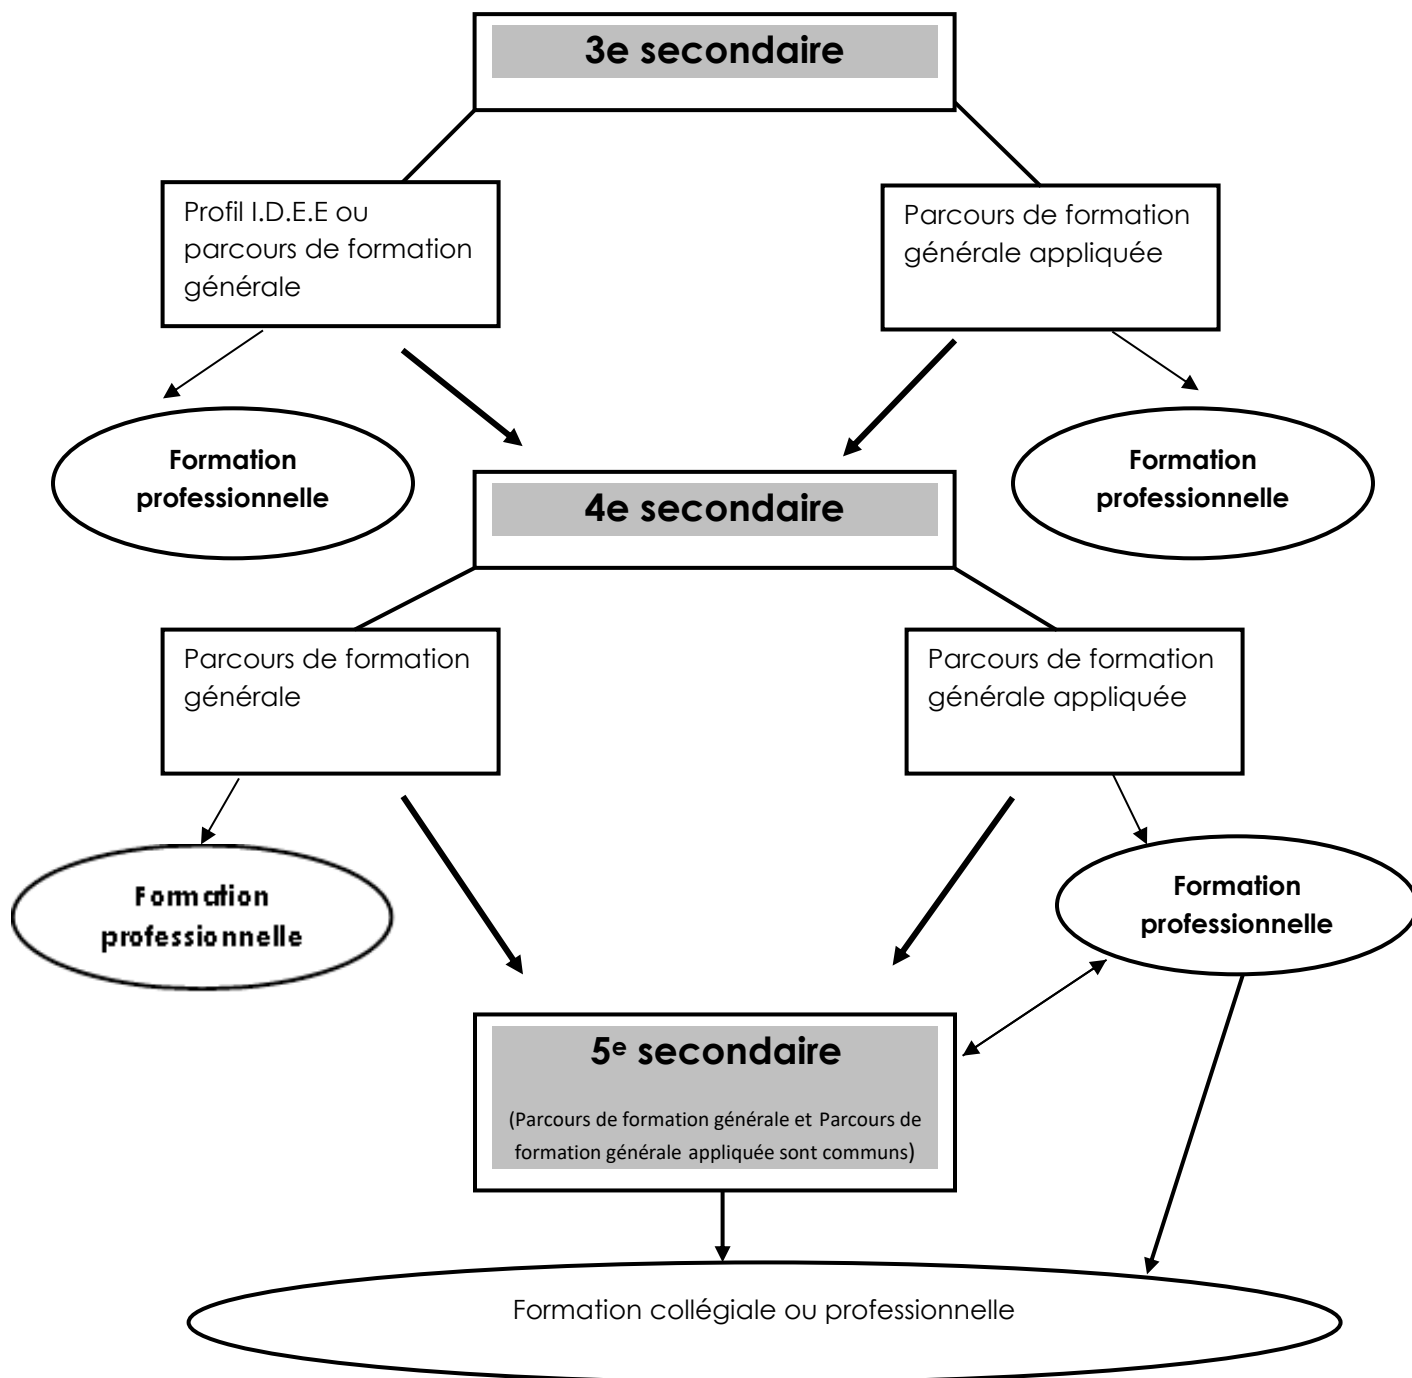 3e secondaire
Profil I.D.E.E ou
parcours de formation
générale
Parcours de formation
générale appliquée
Formation
professionnelle
Formation
professionnelle
4e secondaire
Parcours de formation
générale
Parcours de formation
générale appliquée
Formation
professionnelle
Formation
professionnelle
5e secondaire
(Parcours de formation générale et Parcours de
formation générale appliquée sont communs)
Formation collégiale ou professionnelle